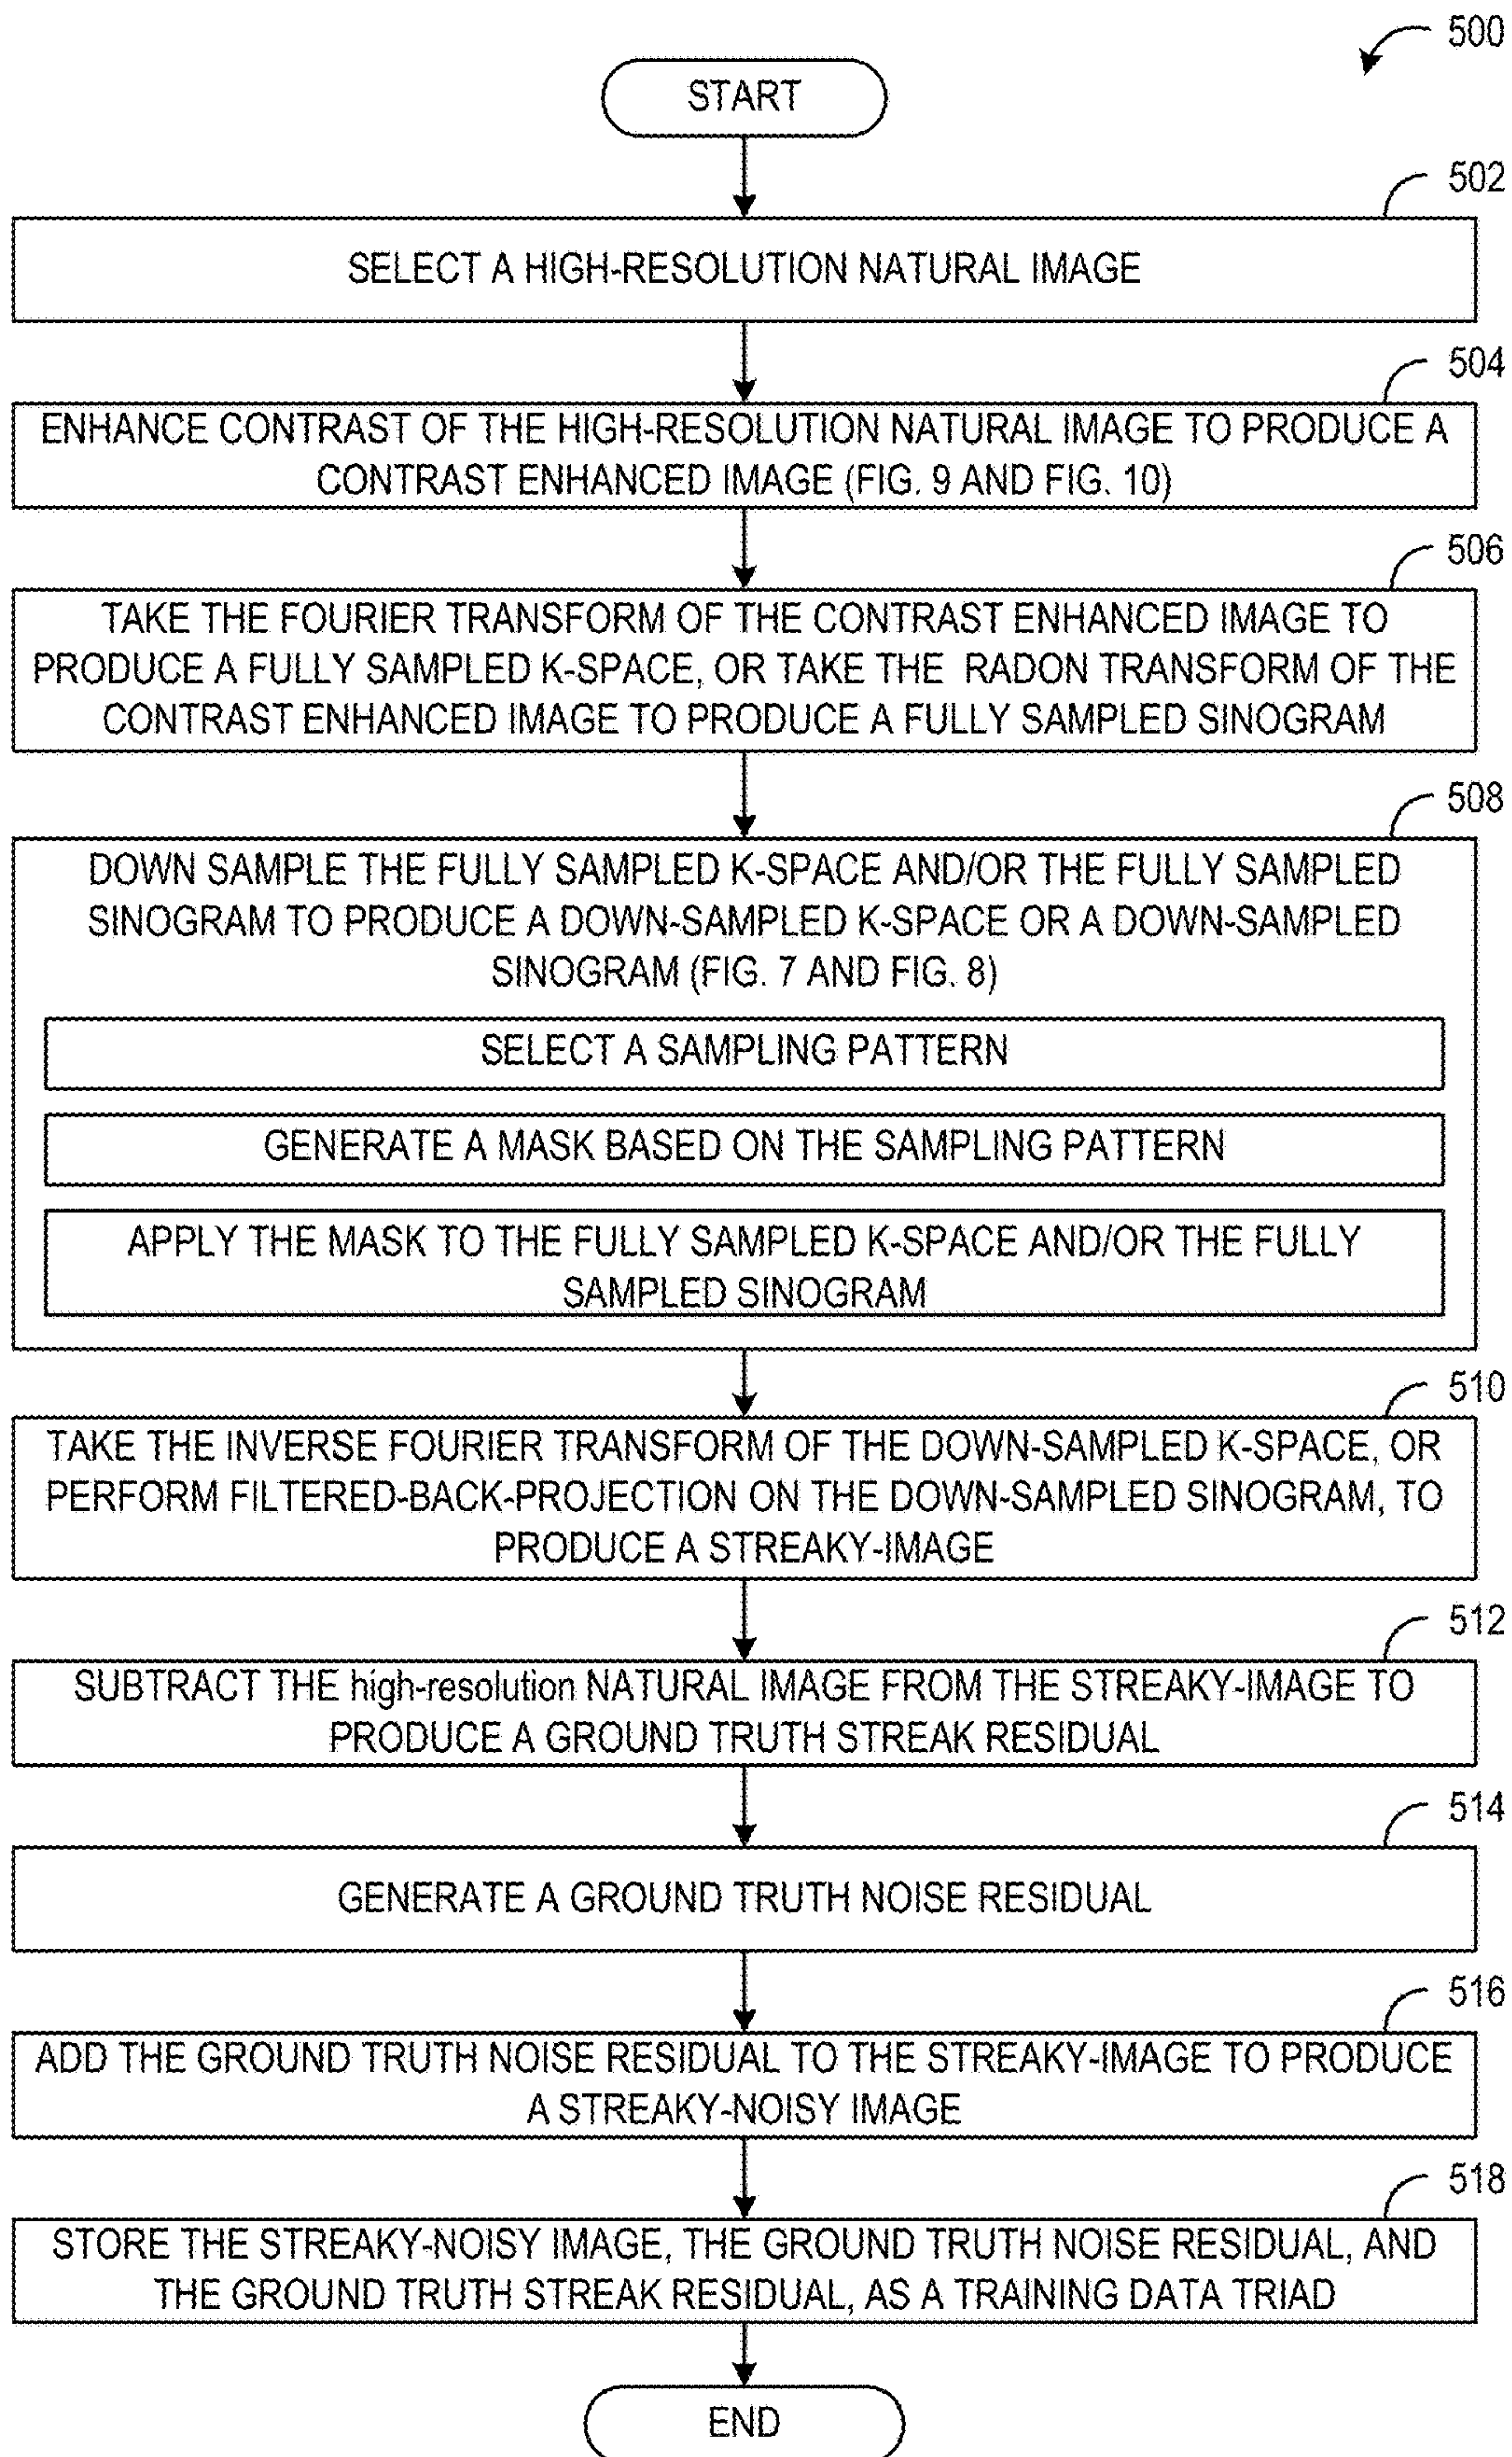 500
START
502
SELECT A HIGH-RESOLUTION NATURAL IMAGE
504
ENHANCE CONTRAST OF THE HIGH-RESOLUTION NATURAL IMAGE TO PRODUCE A
CONTRAST ENHANCED IMAGE (FIG. 9 AND FIG. 10)
506
TAKE THE FOURIER TRANSFORM OF THE CONTRAST ENHANCED IMAGE TO
PRODUCE A FULLY SAMPLED K-SPACE, OR TAKE THE RADON TRANSFORM OF THE
CONTRAST ENHANCED IMAGE TO PRODUCE A FULLY SAMPLED SINOGRAM
508
DOWN SAMPLE THE FULLY SAMPLED K-SPACE AND/OR THE FULLY SAMPLED
SINOGRAM TO PRODUCE A DOWN-SAMPLED K-SPACE OR A DOWN-SAMPLED
SINOGRAM (FIG. 7 AND FIG. 8)
SELECT A SAMPLING PATTERN
GENERATE A MASK BASED ON THE SAMPLING PATTERN
APPLY THE MASK TO THE FULLY SAMPLED K-SPACE AND/OR THE FULLY
SAMPLED SINOGRAM
510
TAKE THE INVERSE FOURIER TRANSFORM OF THE DOWN-SAMPLED K-SPACE, OR
PERFORM FILTERED-BACK-PROJECTION ON THE DOWN-SAMPLED SINOGRAM, TO
PRODUCE A STREAKY-IMAGE
512
SUBTRACT THE high-resolution NATURAL IMAGE FROM THE STREAKY-IMAGE TO
PRODUCE A GROUND TRUTH STREAK RESIDUAL
514
GENERATE A GROUND TRUTH NOISE RESIDUAL
516
ADD THE GROUND TRUTH NOISE RESIDUAL TO THE STREAKY-IMAGE TO PRODUCE
A STREAKY-NOISY IMAGE
518
STORE THE STREAKY-NOISY IMAGE, THE GROUND TRUTH NOISE RESIDUAL, AND
THE GROUND TRUTH STREAK RESIDUAL, AS A TRAINING DATA TRIAD
END